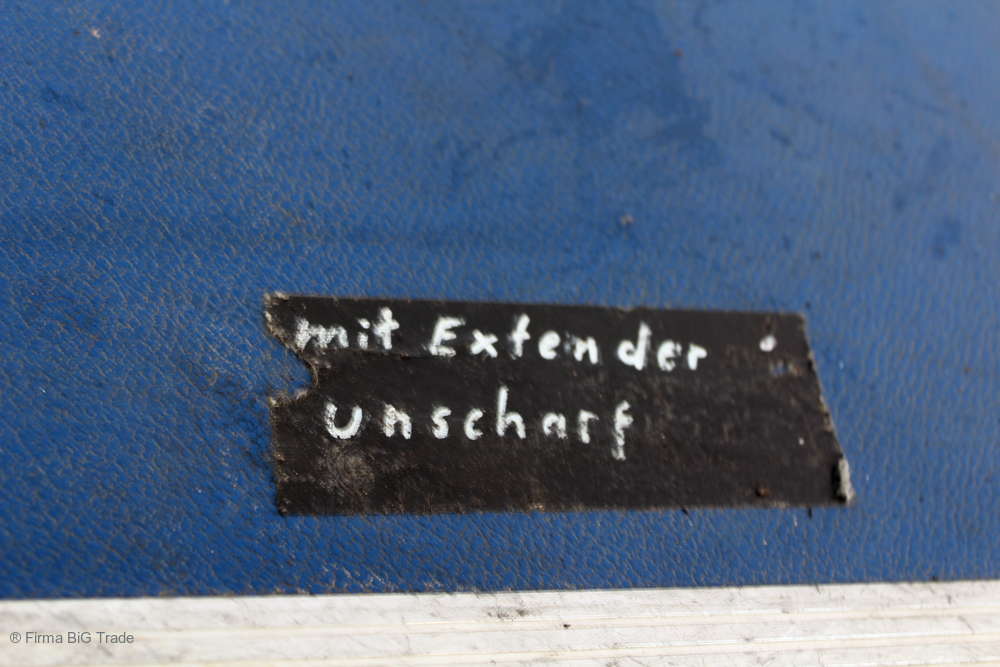 mit Extender
unscharf
® Firma BiG Trade